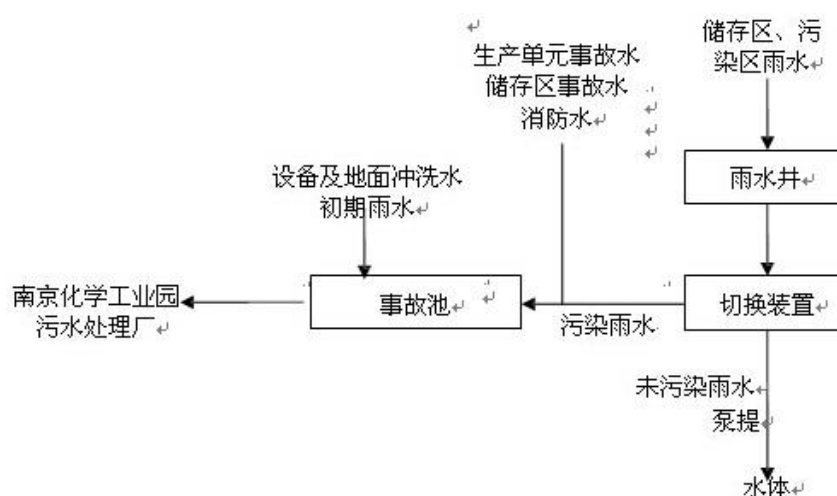 储存区、污
染区雨水
生产单元事故水
储存区事故水
消防水
雨水井
设备及地面冲洗水
初期雨水
南京化学工业园
污水处理厂
事故池
污染雨水
切换装置
未污染雨水
泵提
水体